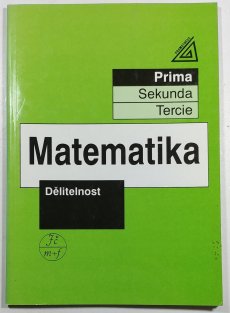 Prima
Sekunda
Tercie
Matematika
Dělitelnost
m+f